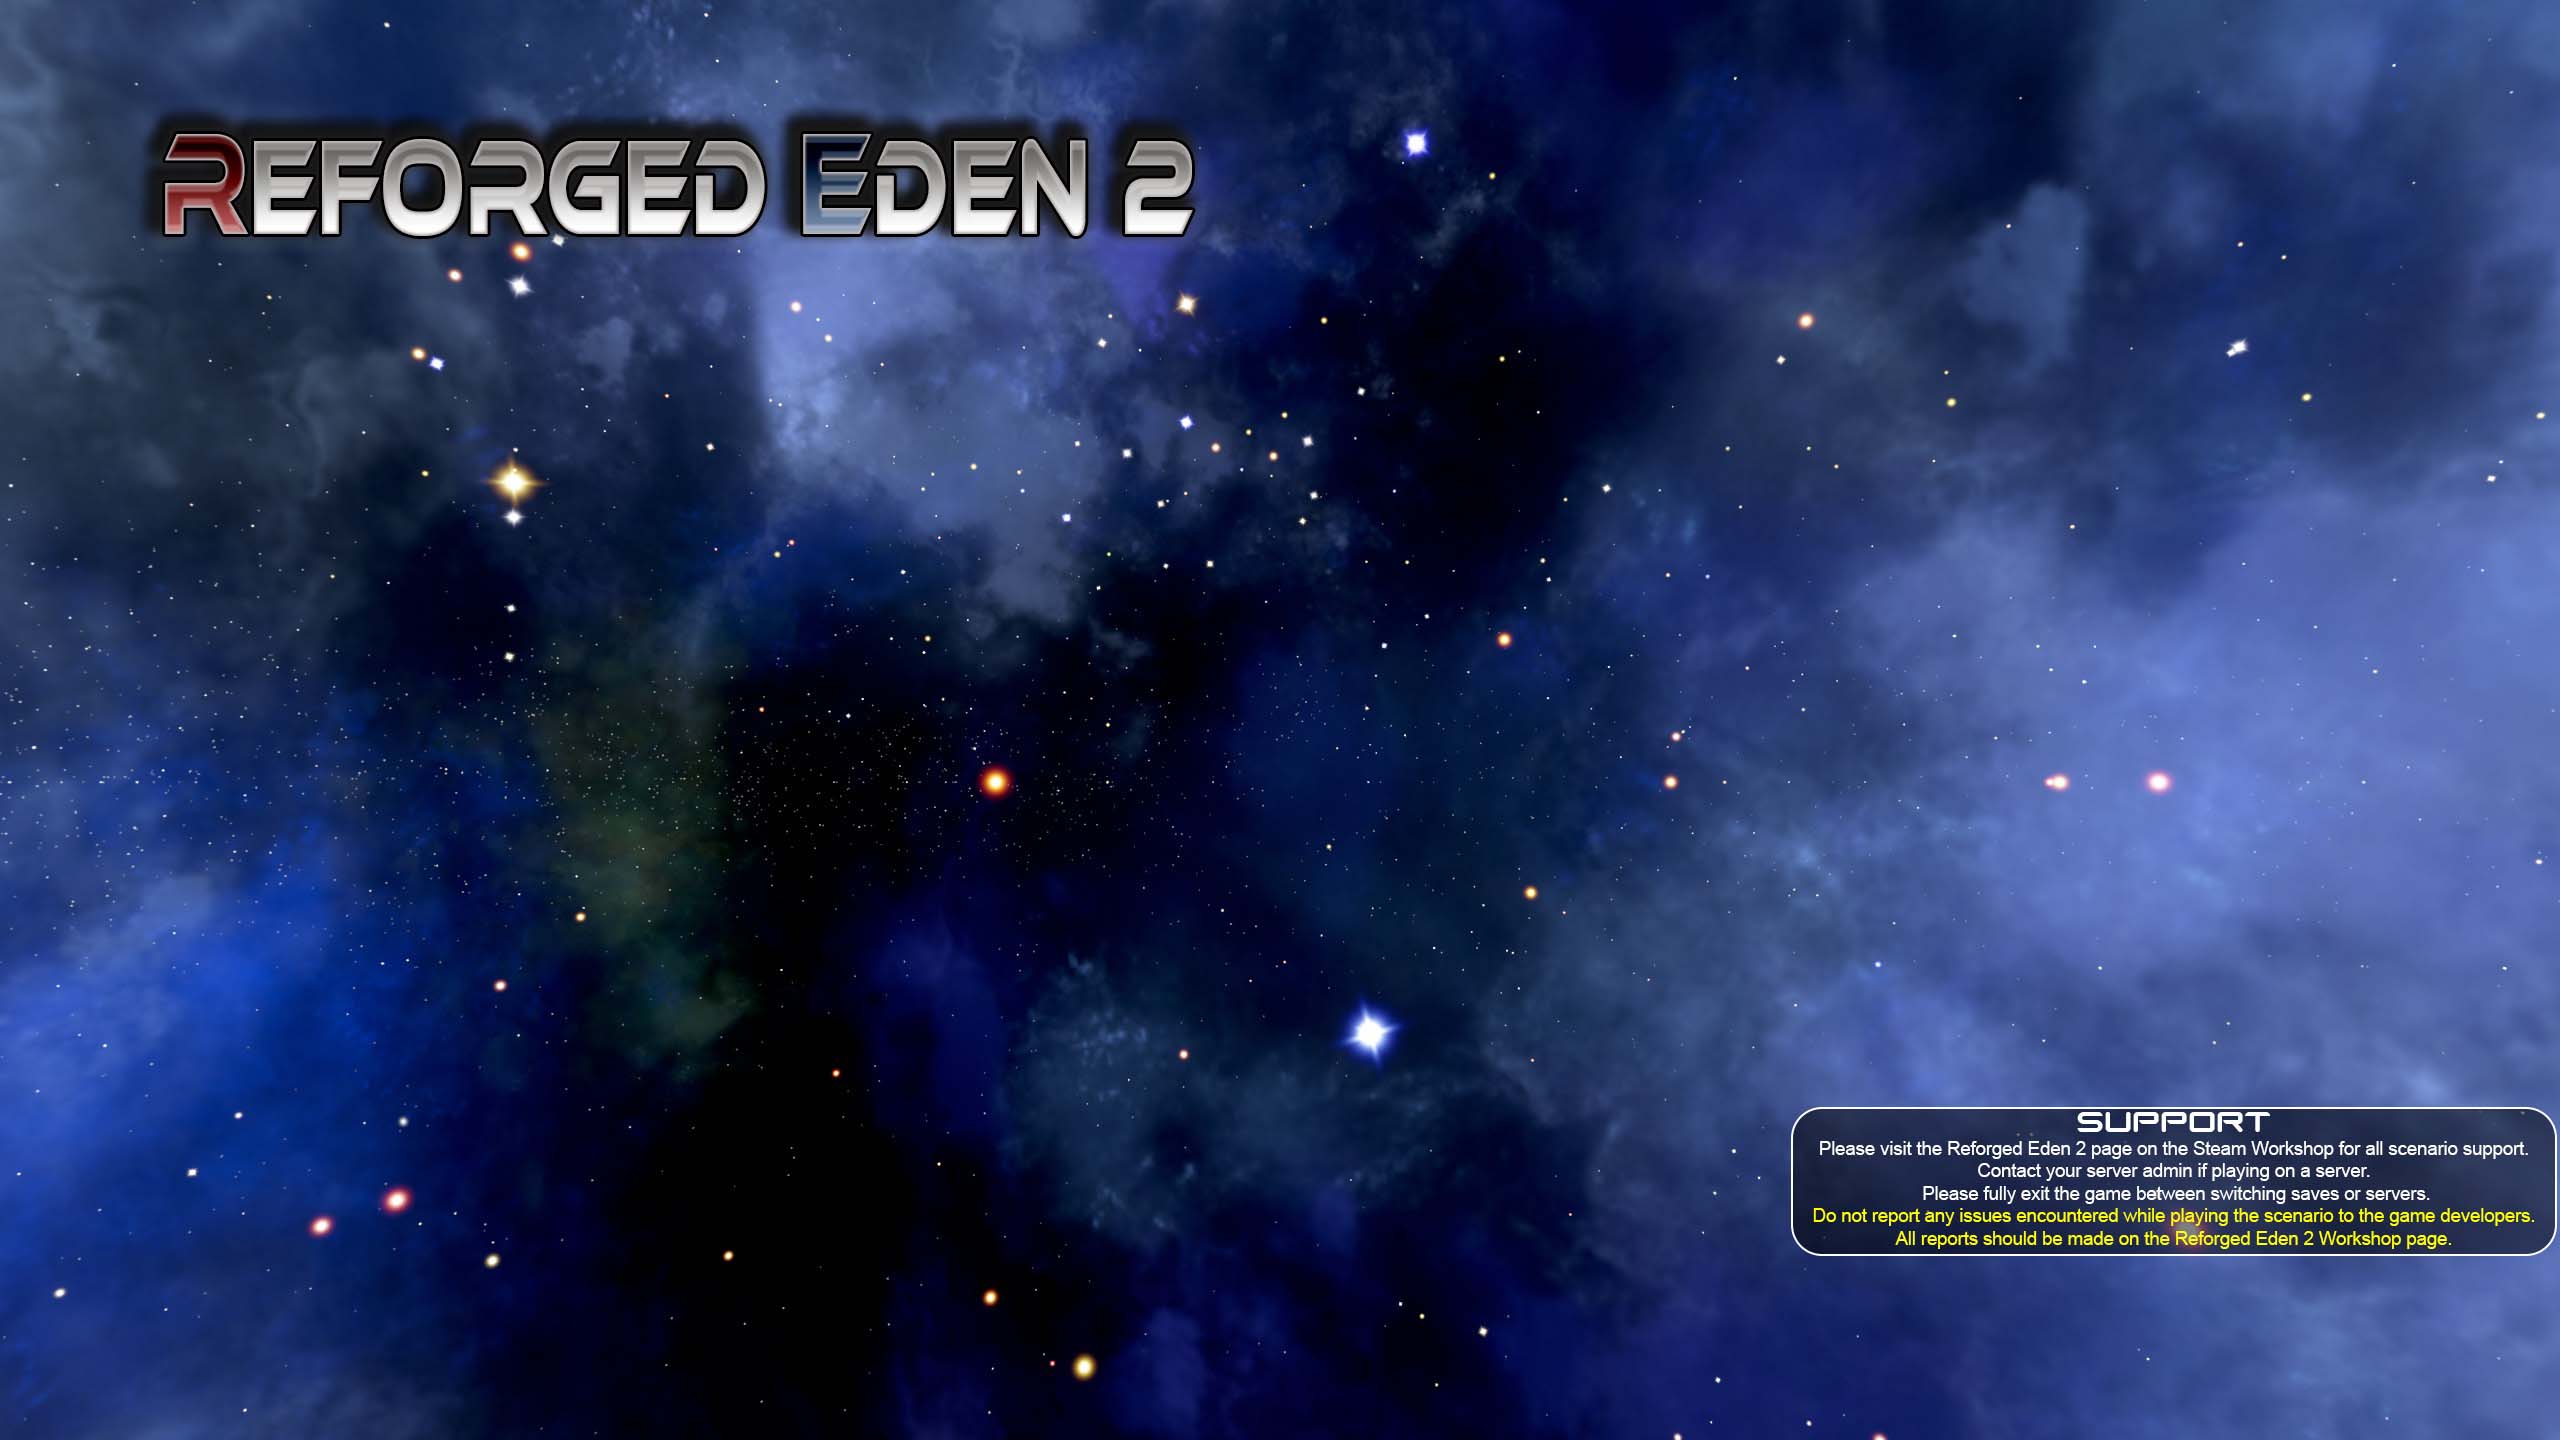 Reforged Eden 2
SUPPORT
Please visit the Reforged Eden 2 page on the Steam Workshop for all scenario support.
Contact your server admin if playing on a server.
Please fully exit the game between switching saves or servers.
Do not report any issues encountered while playing the scenario to the game developers.
All reports should be made on the Reforged Eden 2 Workshop page.